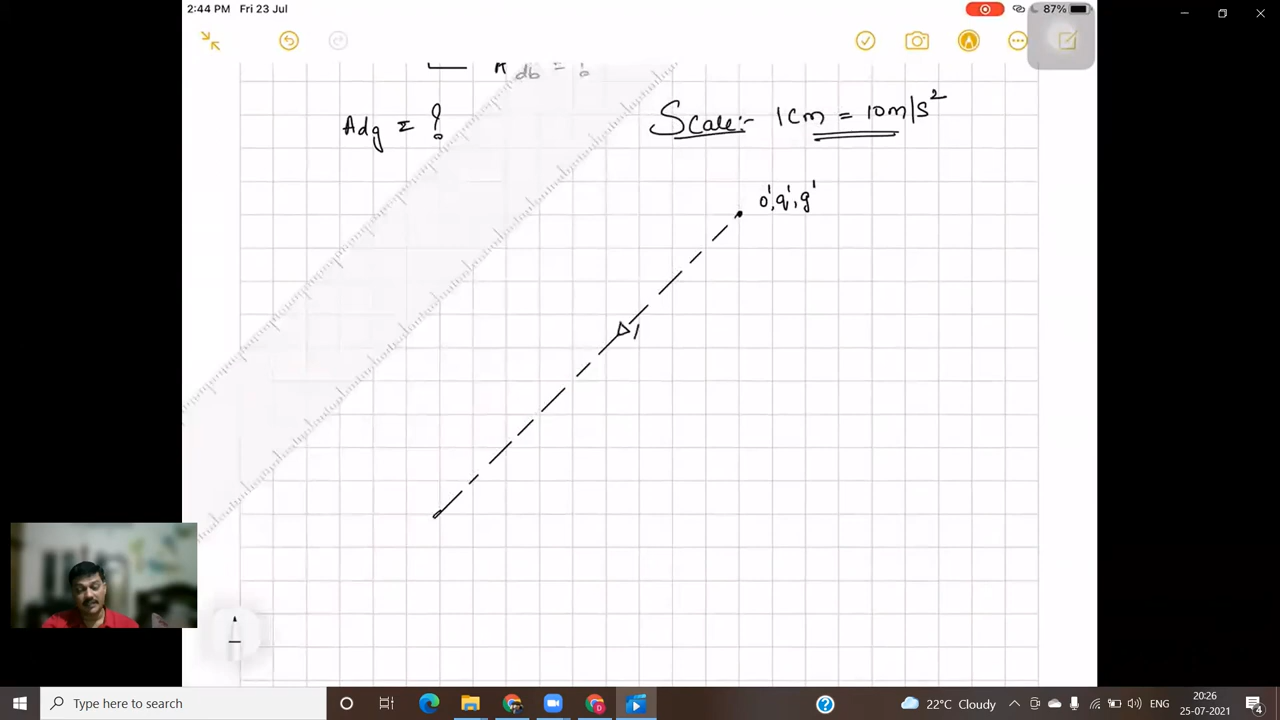 2:44 PM Fri 23 Jul 87%
db = ?
Adg = ?
Scale:- 1cm = 10m/s²
o', q', g'
Type here to search
22°C Cloudy ENG 20:26
25-07-2021